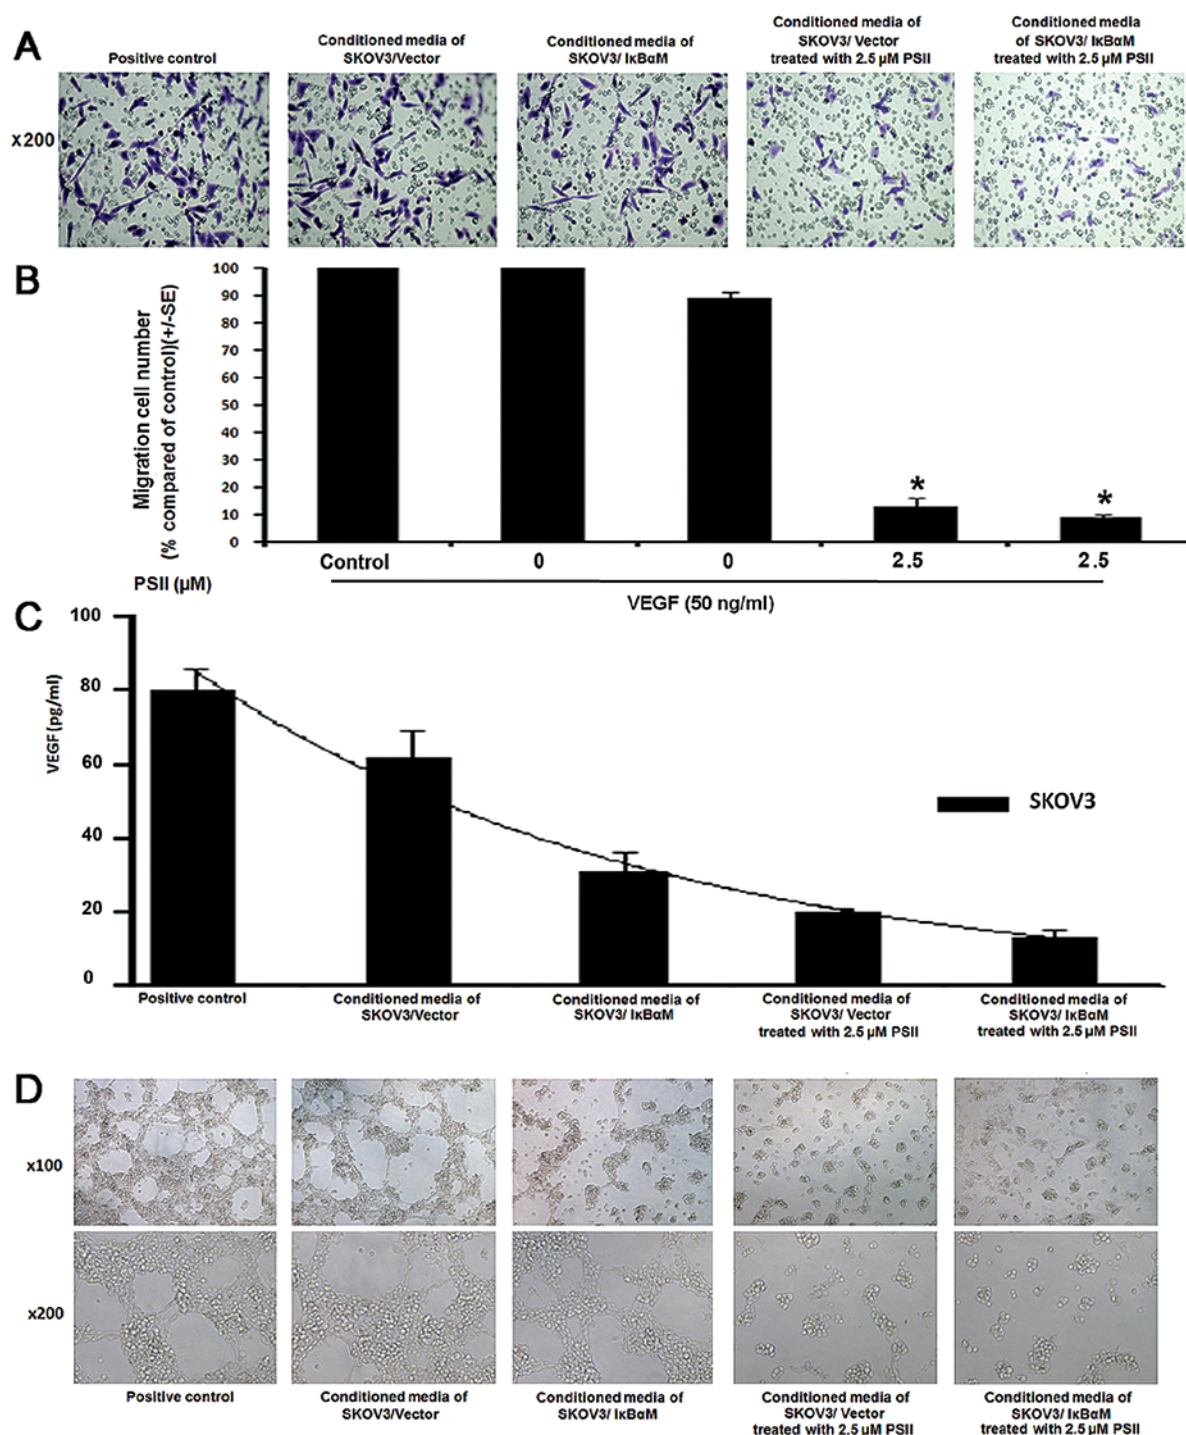 A
Positive control
Conditioned media of
SKOV3/Vector
Conditioned media of
SKOV3/ IκBαM
Conditioned media of
SKOV3/ Vector
treated with 2.5 μM PSII
Conditioned media
of SKOV3/ IκBαM
treated with 2.5 μM PSII
x200
B
Migration cell number
(% compared of control)(+/-SE)
100
90
80
70
60
50
40
30
20
10
0
*
*
Control
0
0
2.5
2.5
PSII (μM)
VEGF (50 ng/ml)
C
VEGF (pg/ml)
100
80
60
40
20
0
SKOV3
Positive control
Conditioned media of
SKOV3/Vector
Conditioned media of
SKOV3/ IκBαM
Conditioned media of
SKOV3/ Vector
treated with 2.5 μM PSII
Conditioned media of
SKOV3/ IκBαM
treated with 2.5 μM PSII
D
x100
x200
Positive control
Conditioned media of
SKOV3/Vector
Conditioned media of
SKOV3/ IκBαM
Conditioned media of
SKOV3/ Vector
treated with 2.5 μM PSII
Conditioned media of
SKOV3/ IκBαM
treated with 2.5 μM PSII